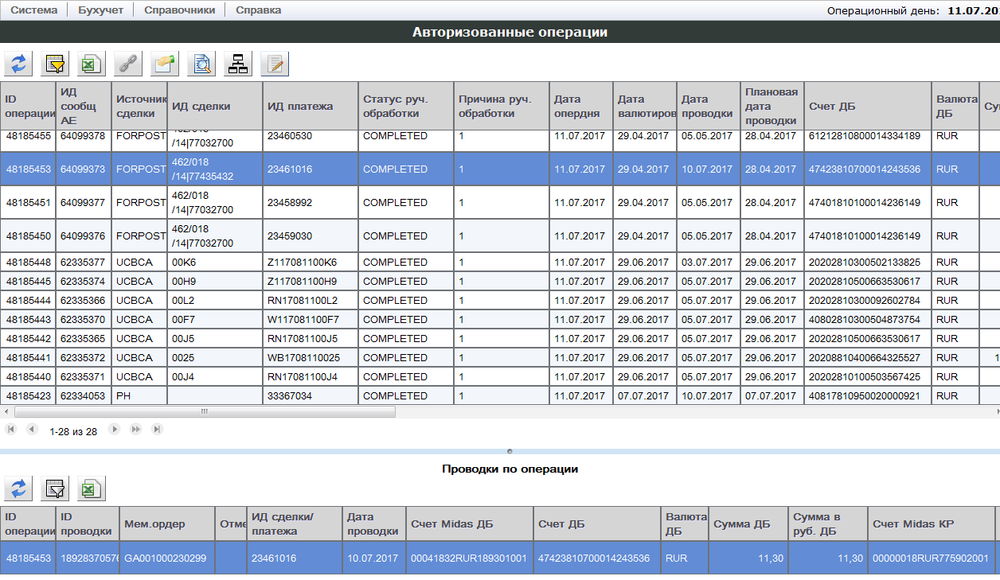 Система Бухучет Справочники Справка Операционный день: 11.07.20
Авторизованные операции
ID операции ИД сообщ АЕ Источник сделки ИД сделки ИД платежа Статус руч. обработки Причина руч. обработки Дата опердня Дата валютиров Дата проводки Плановая дата проводки Счет ДБ Валюта ДБ Су
48185455 64099378 FORPOST /14|77032700 23460530 COMPLETED 1 11.07.2017 29.04.2017 05.05.2017 28.04.2017 61212810800014334189 RUR
48185453 64099373 FORPOST 462/018 /14|77435432 23461016 COMPLETED 1 11.07.2017 29.04.2017 10.07.2017 28.04.2017 47423810700014243536 RUR
48185451 64099377 FORPOST 462/018 /14|77032700 23458992 COMPLETED 1 11.07.2017 29.04.2017 05.05.2017 28.04.2017 47401810100014236149 RUR
48185450 64099376 FORPOST 462/018 /14|77032700 23459030 COMPLETED 1 11.07.2017 29.04.2017 05.05.2017 28.04.2017 47401810100014236149 RUR
48185448 62335377 UCBCA 00K6 Z117081100K6 COMPLETED 1 11.07.2017 29.06.2017 03.07.2017 29.06.2017 20202810300502133825 RUR
48185445 62335374 UCBCA 00H9 Z117081100H9 COMPLETED 1 11.07.2017 29.06.2017 05.07.2017 29.06.2017 20202810500663530617 RUR
48185444 62335366 UCBCA 00L2 RN17081100L2 COMPLETED 1 11.07.2017 29.06.2017 05.07.2017 29.06.2017 20202810300092602784 RUR
48185443 62335370 UCBCA 00F7 W117081100F7 COMPLETED 1 11.07.2017 29.06.2017 05.07.2017 29.06.2017 40802810300504873754 RUR
48185442 62335365 UCBCA 00J5 RN17081100J5 COMPLETED 1 11.07.2017 29.06.2017 05.07.2017 29.06.2017 20202810500663530617 RUR
48185441 62335372 UCBCA 0025 WB1708110025 COMPLETED 1 11.07.2017 29.06.2017 05.07.2017 29.06.2017 20208810400664325527 RUR 1
48185440 62335371 UCBCA 00J4 RN17081100J4 COMPLETED 1 11.07.2017 29.06.2017 05.07.2017 29.06.2017 20202810100503567425 RUR
48185423 62334053 PH 33367034 COMPLETED 1 11.07.2017 07.07.2017 10.07.2017 07.07.2017 40817810950020000921 RUR
1-28 из 28
Проводки по операции
ID операции ID проводки Мем.ордер Отме ИД сделки/ платежа Дата проводки Счет Midas ДБ Счет ДБ Валюта ДБ Сумма ДБ Сумма в руб. ДБ Счет Midas КР
48185453 1892837057 GA001000230299 23461016 10.07.2017 00041832RUR189301001 47423810700014243536 RUR 11,30 11,30 00000018RUR775902001